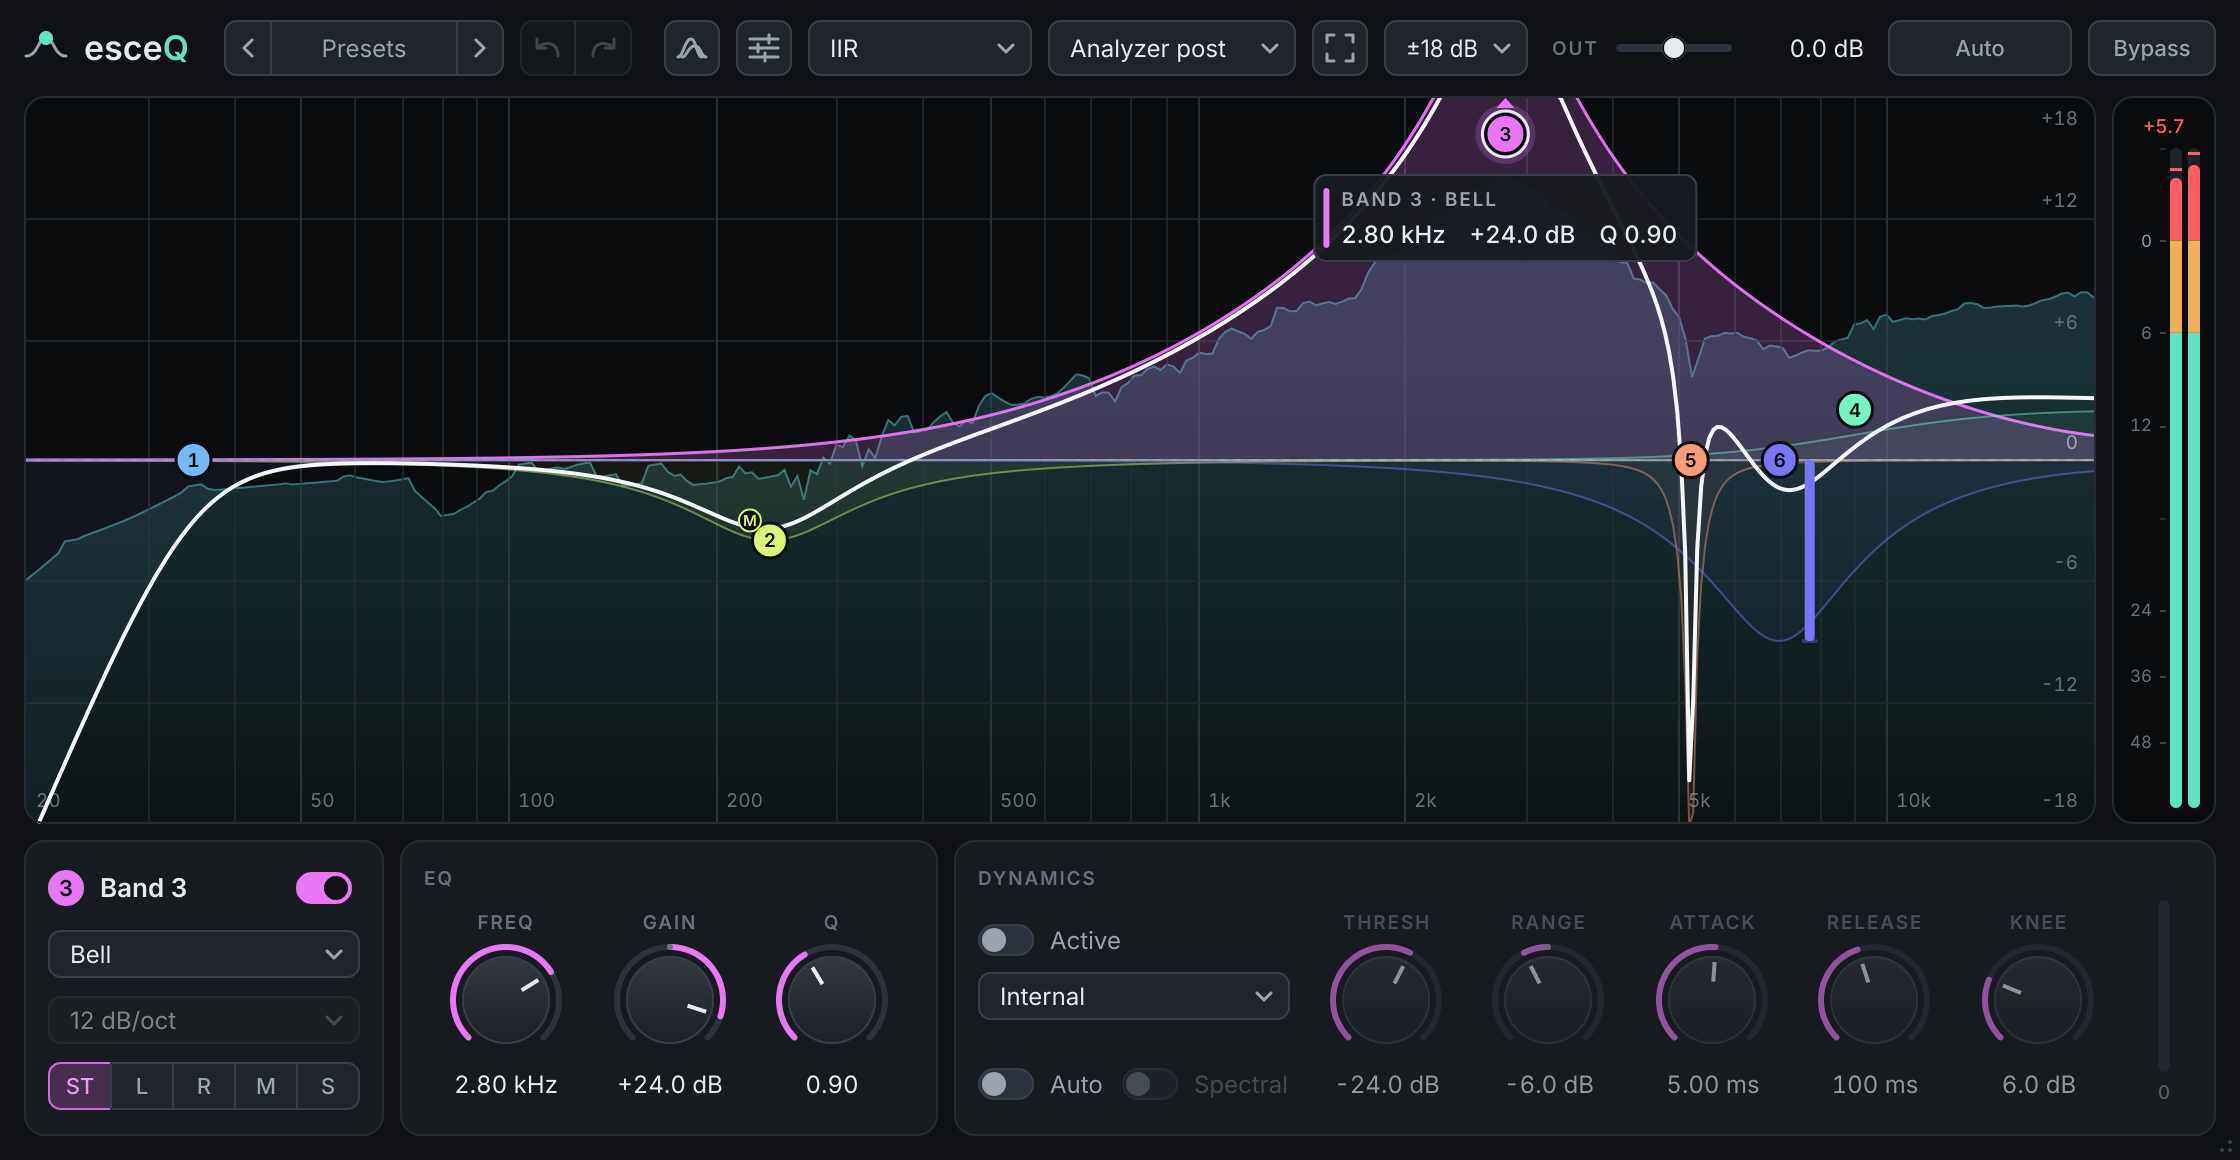 esceQ
Presets
IIR
Analyzer post
±18 dB
OUT
0.0 dB
Auto
Bypass
+18
+12
+6
0
-6
-12
-18
3
BAND 3 · BELL
2.80 kHz +24.0 dB Q 0.90
1
M
2
4
5
6
20
50
100
200
500
1k
2k
5k
10k
+5.7
0
6
12
24
36
48
3 Band 3
Bell
12 dB/oct
ST L R M S
EQ
FREQ GAIN Q
2.80 kHz +24.0 dB 0.90
DYNAMICS
Active
Internal
Auto Spectral
THRESH RANGE ATTACK RELEASE KNEE
-24.0 dB -6.0 dB 5.00 ms 100 ms 6.0 dB
0